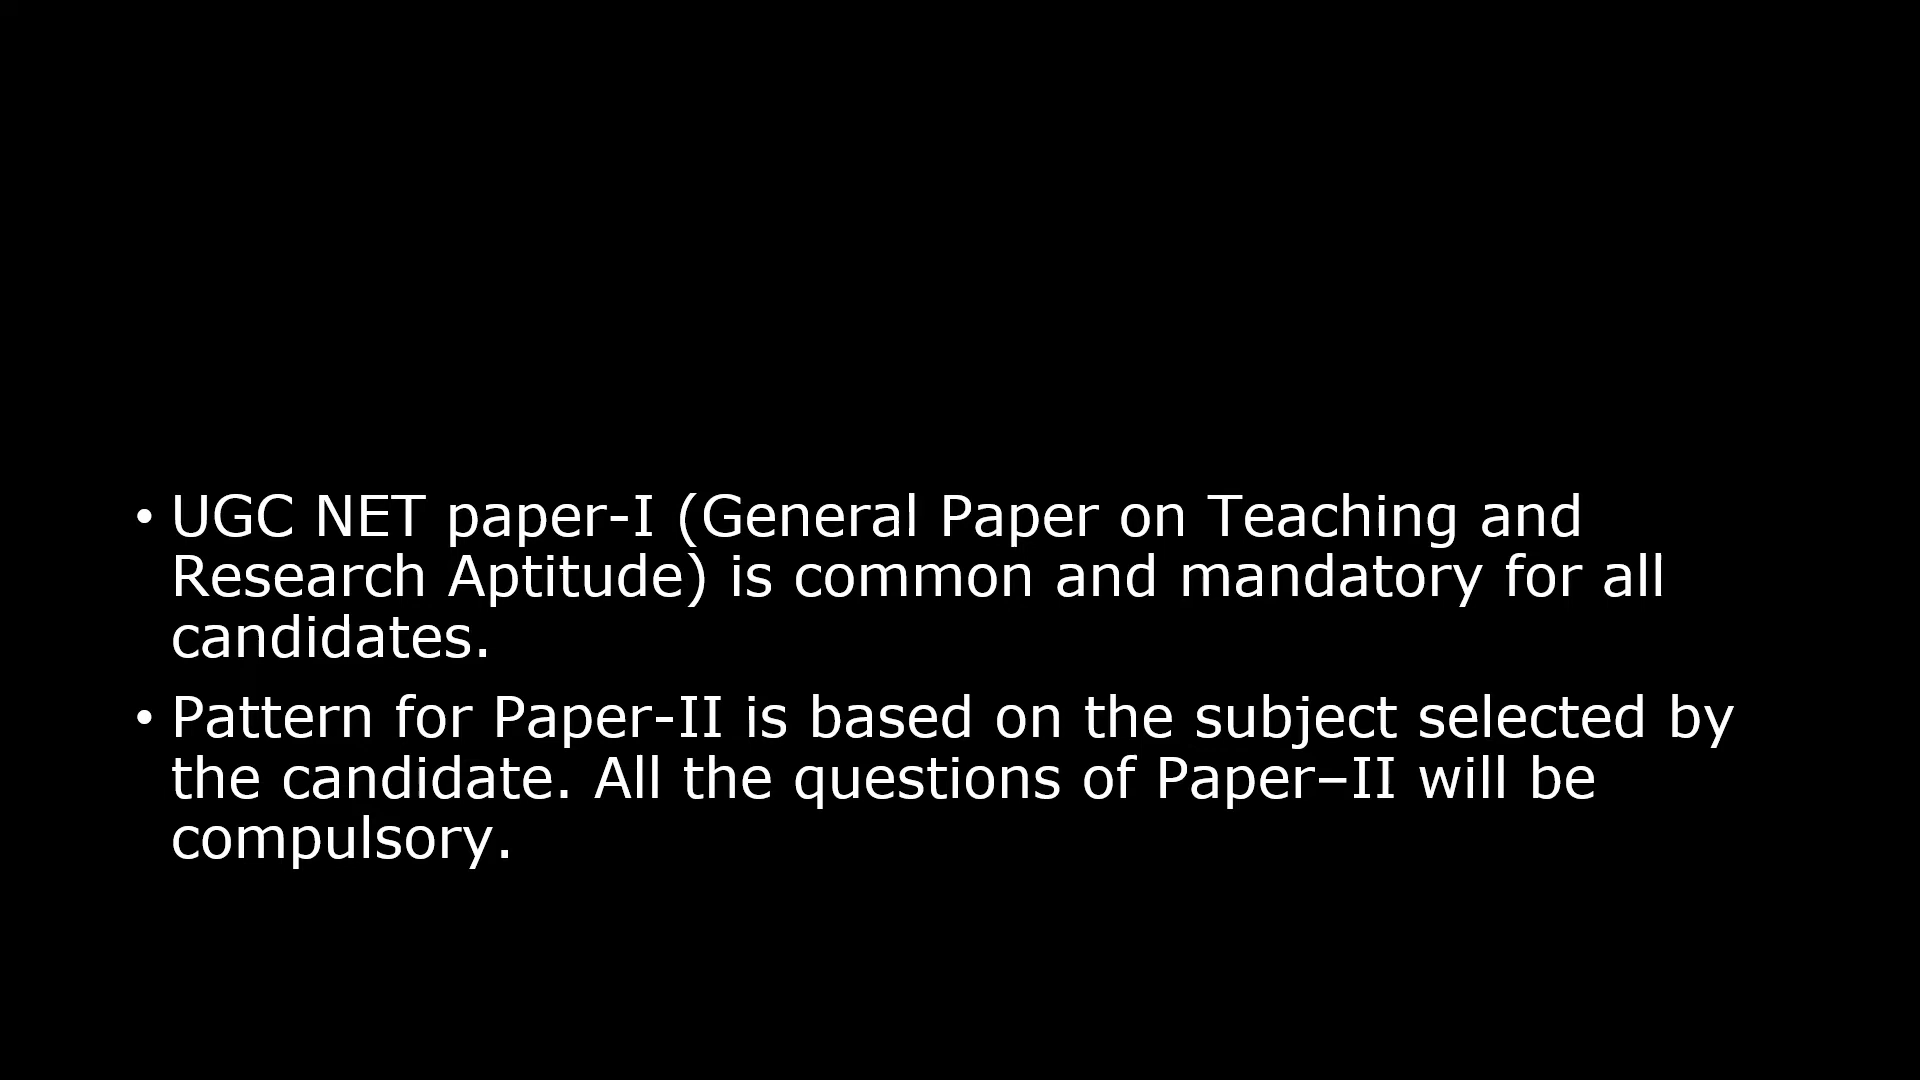 • UGC NET paper-I (General Paper on Teaching and
Research Aptitude) is common and mandatory for all
candidates.
• Pattern for Paper-II is based on the subject selected by
the candidate. All the questions of Paper–II will be
compulsory.